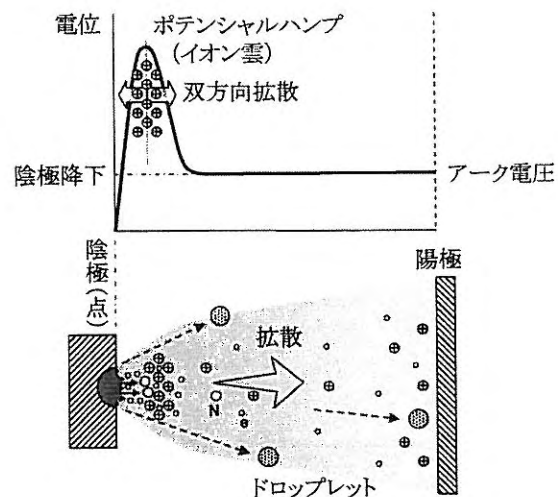 電位
ポテンシャルハンプ
(イオン雲)
双方向拡散
陰極降下
アーク電圧
陰極(点)
陽極
拡散
N
ドロップレット